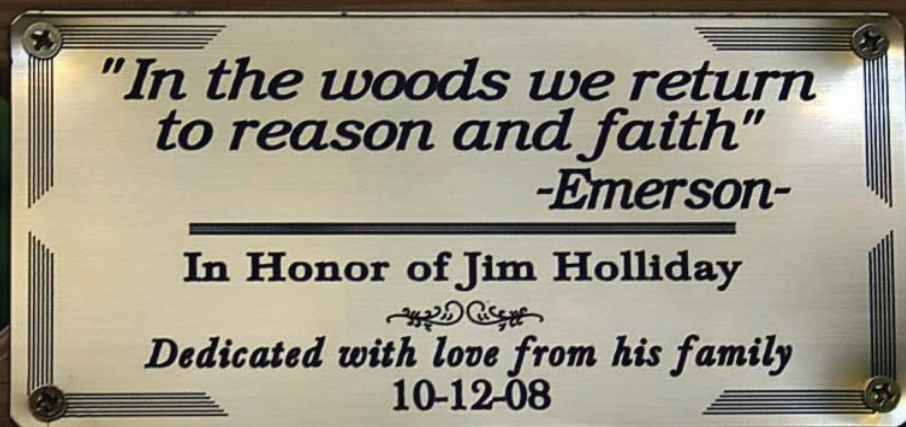 "In the woods we return
to reason and faith"
-Emerson-
In Honor of Jim Holliday
Dedicated with love from his family
10-12-08